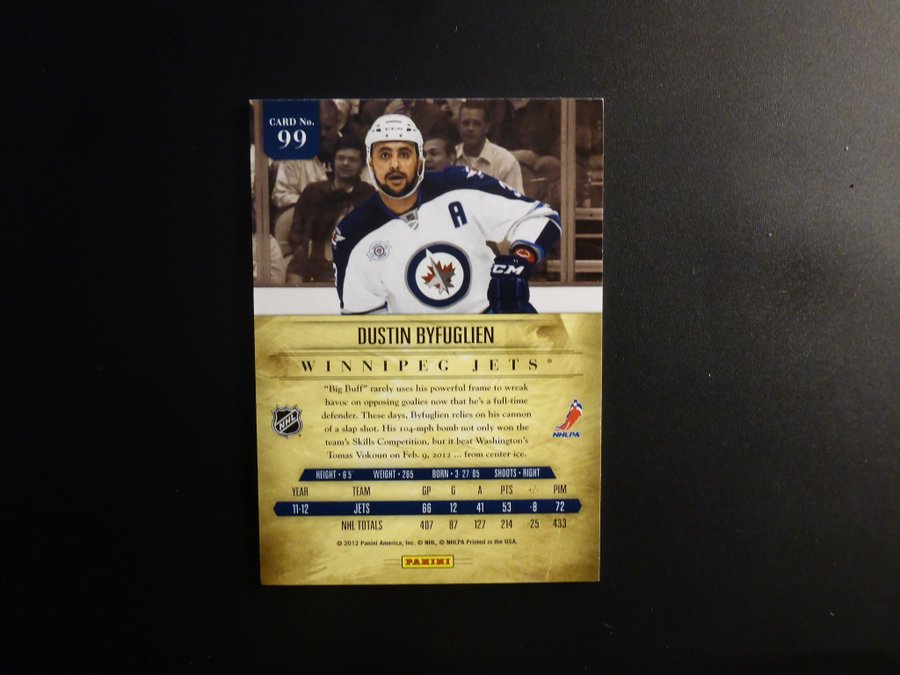 CARD No.
99
A
CCM
CCM
DUSTIN BYFUGLIEN
WINNIPEG JETS®
"Big Buff" rarely uses his powerful frame to wreak
havoc on opposing goalies now that he's a full-time
defender. These days, Byfuglien relies on his cannon
of a slap shot. His 104-mph bomb not only won the
team's Skills Competition, but it beat Washington's
Tomas Vokoun on Feb. 9, 2012 ... from center ice.
NHL
NHLPA
HEIGHT • 6'5" WEIGHT • 265 BORN • 3 27 85 SHOOTS • RIGHT
YEAR TEAM GP G A PTS +/- PIM
11-12 JETS 66 12 41 53 -8 72
NHL TOTALS 407 87 127 214 -25 433
© 2012 Panini America, Inc. © NHL, © NHLPA Printed in the USA.
PANINI